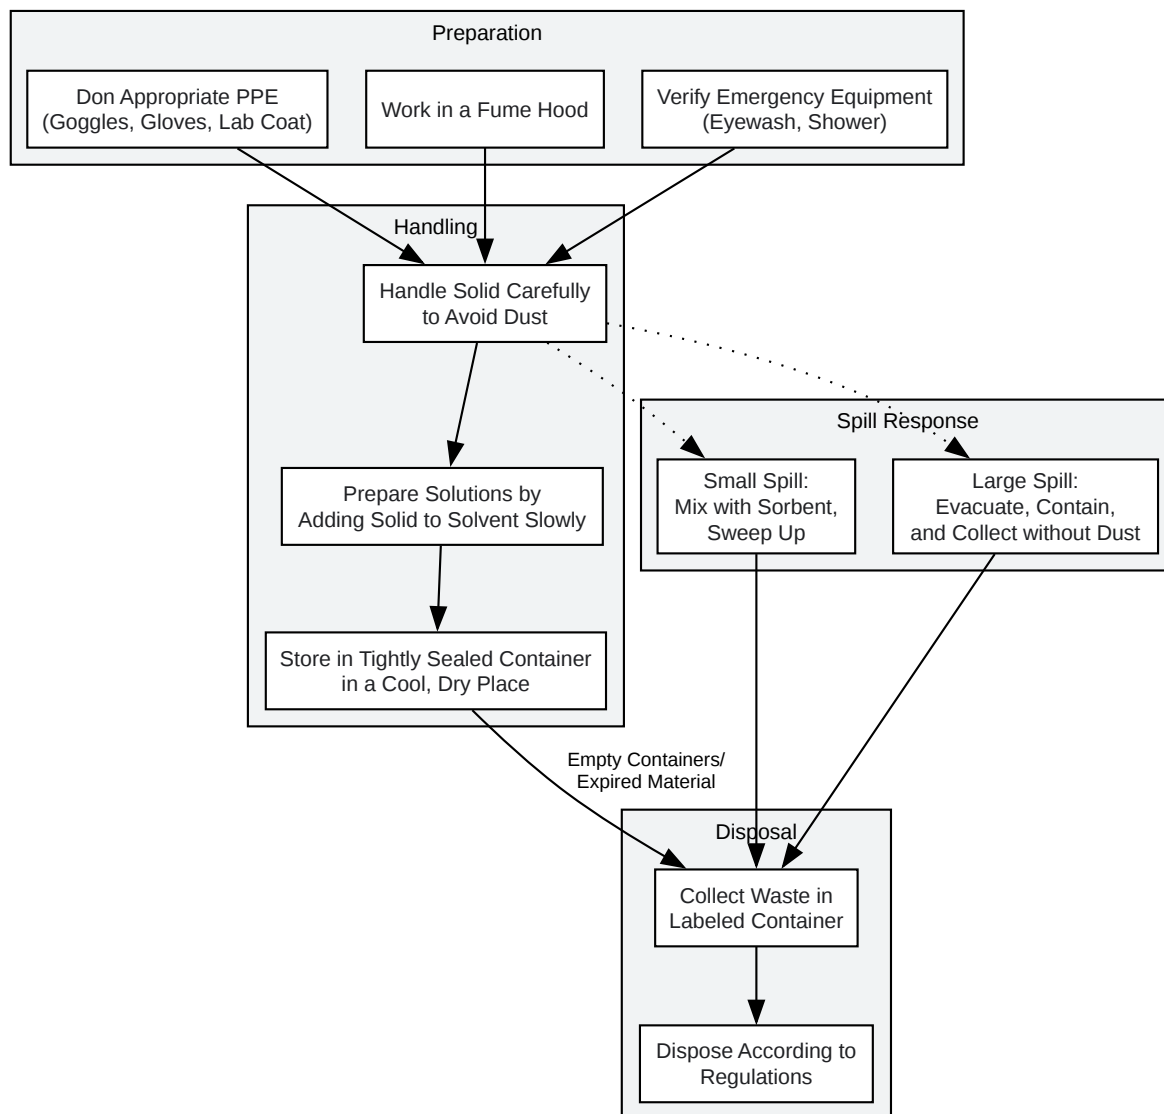 Preparation
Don Appropriate PPE
(Goggles, Gloves, Lab Coat)
Work in a Fume Hood
Verify Emergency Equipment
(Eyewash, Shower)
Handling
Handle Solid Carefully
to Avoid Dust
Spill Response
Small Spill:
Mix with Sorbent,
Sweep Up
Large Spill:
Evacuate, Contain,
and Collect without Dust
Prepare Solutions by
Adding Solid to Solvent Slowly
Store in Tightly Sealed Container
in a Cool, Dry Place
Empty Containers/
Expired Material
Disposal
Collect Waste in
Labeled Container
Dispose According to
Regulations